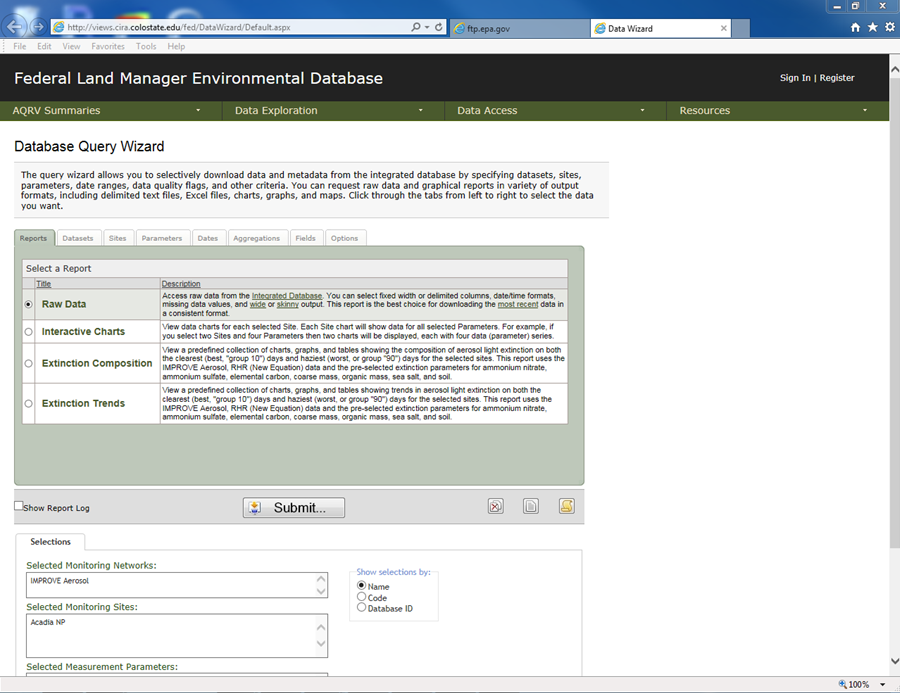 http://views.cira.colostate.edu/fed/DataWizard/Default.aspx
ftp.epa.gov
Data Wizard
File Edit View Favorites Tools Help
Federal Land Manager Environmental Database
Sign In | Register
AQRV Summaries Data Exploration Data Access Resources
Database Query Wizard
The query wizard allows you to selectively download data and metadata from the integrated database by specifying datasets, sites,
parameters, date ranges, data quality flags, and other criteria. You can request raw data and graphical reports in variety of output
formats, including delimited text files, Excel files, charts, graphs, and maps. Click through the tabs from left to right to select the data
you want.
Reports Datasets Sites Parameters Dates Aggregations Fields Options
Select a Report
Title Description
Raw Data
Access raw data from the Integrated Database. You can select fixed width or delimited columns, date/time formats,
missing data values, and wide or skinny output. This report is the best choice for downloading the most recent data in
a consistent format.
Interactive Charts
View data charts for each selected Site. Each Site chart will show data for all selected Parameters. For example, if
you select two Sites and four Parameters then two charts will be displayed, each with four data (parameter) series.
Extinction Composition
View a predefined collection of charts, graphs, and tables showing the composition of aerosol light extinction on both
the clearest (best, "group 10") days and haziest (worst, or group "90") days for the selected sites. This report uses the
IMPROVE Aerosol, RHR (New Equation) data and the pre-selected extinction parameters for ammonium nitrate,
ammonium sulfate, elemental carbon, coarse mass, organic mass, sea salt, and soil.
Extinction Trends
View a predefined collection of charts, graphs, and tables showing trends in aerosol light extinction on both the
clearest (best, "group 10") days and haziest (worst, or group "90") days for the selected sites. This report uses the
IMPROVE Aerosol, RHR (New Equation) data and the pre-selected extinction parameters for ammonium nitrate,
ammonium sulfate, elemental carbon, coarse mass, organic mass, sea salt, and soil.
Show Report Log
Submit...
Selections
Selected Monitoring Networks:
IMPROVE Aerosol
Show selections by:
Name
Code
Database ID
Selected Monitoring Sites:
Acadia NP
Selected Measurement Parameters:
100%